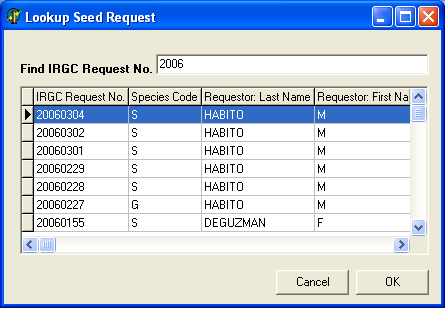 Lookup Seed Request
Find IRGC Request No. 2006
IRGC Request No. Species Code Requestor: Last Name Requestor: First Na
20060304 S HABITO M
20060302 S HABITO M
20060301 S HABITO M
20060229 S HABITO M
20060228 S HABITO M
20060227 G HABITO M
20060155 S DEGUZMAN F
Cancel OK